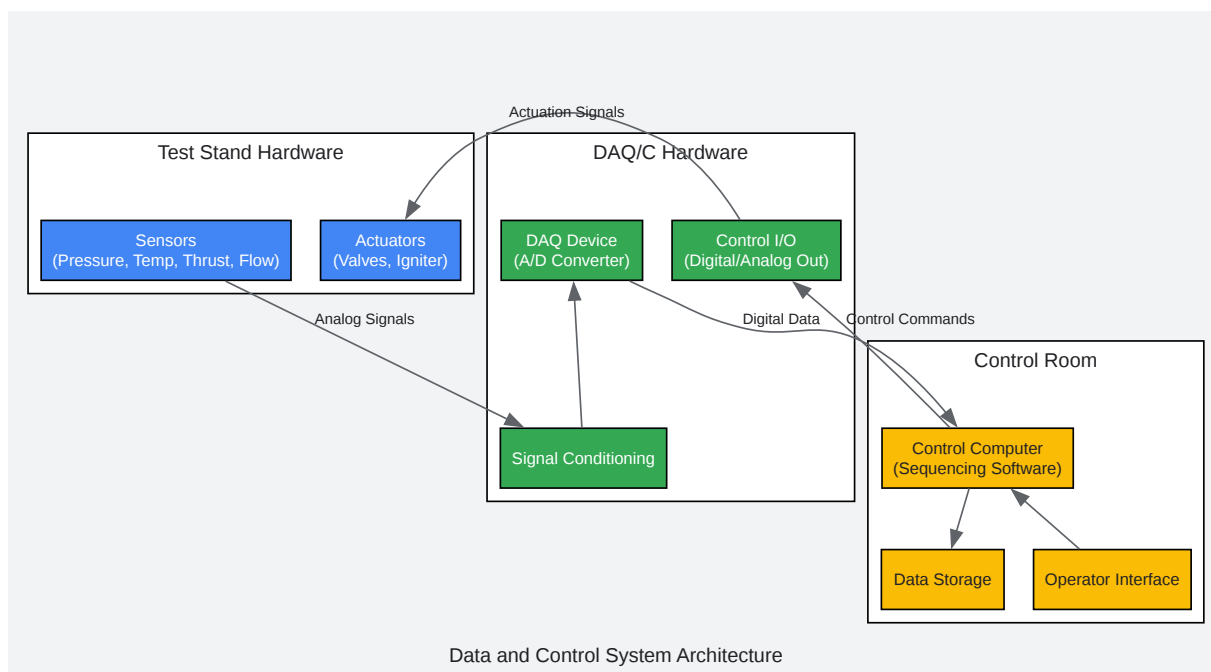 Actuation Signals
Test Stand Hardware
DAQ/C Hardware
Sensors
(Pressure, Temp, Thrust, Flow)
Actuators
(Valves, Igniter)
DAQ Device
(A/D Converter)
Control I/O
(Digital/Analog Out)
Analog Signals
Digital Data
Control Commands
Control Room
Signal Conditioning
Control Computer
(Sequencing Software)
Data Storage
Operator Interface
Data and Control System Architecture